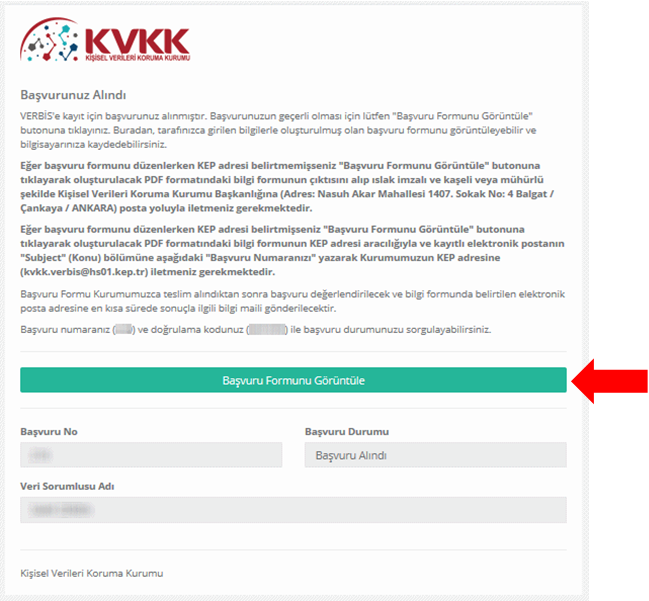 KVKK
KİŞİSEL VERİLERİ KORUMA KURUMU
Başvurunuz Alındı
VERBİS'e kayıt için başvurunuz alınmıştır. Başvurunuzun geçerli olması için lütfen "Başvuru Formunu Görüntüle"
butonuna tıklayınız. Buradan, tarafınızca girilen bilgilerle oluşturulmuş olan başvuru formunu görüntüleyebilir ve
bilgisayarınıza kaydedebilirsiniz.
Eğer başvuru formunu düzenlerken KEP adresi belirtmemişseniz "Başvuru Formunu Görüntüle" butonuna
tıklayarak oluşturulacak PDF formatındaki bilgi formunun çıktısını alıp ıslak imzalı ve kaşeli veya mühürlü
şekilde Kişisel Verileri Koruma Kurumu Başkanlığına (Adres: Nasuh Akar Mahallesi 1407. Sokak No: 4 Balgat /
Çankaya / ANKARA) posta yoluyla iletmeniz gerekmektedir.
Eğer başvuru formunu düzenlerken KEP adresi belirtmişseniz "Başvuru Formunu Görüntüle" butonuna
tıklayarak oluşturulacak PDF formatındaki bilgi formunun KEP adresi aracılığıyla ve kayıtlı elektronik postanın
"Subject" (Konu) bölümüne aşağıdaki "Başvuru Numaranızı" yazarak Kurumumuzun KEP adresine
(kvkk.verbis@hs01.kep.tr) iletmeniz gerekmektedir.
Başvuru Formu Kurumumuzca teslim alındıktan sonra başvuru değerlendirilecek ve bilgi formunda belirtilen elektronik
posta adresine en kısa sürede sonuçla ilgili bilgi maili gönderilecektir.
Başvuru numaranız ( ) ve doğrulama kodunuz ( ) ile başvuru durumunuzu sorgulayabilirsiniz.
Başvuru Formunu Görüntüle
Başvuru No
Başvuru Durumu
Başvuru Alındı
Veri Sorumlusu Adı
Kişisel Verileri Koruma Kurumu